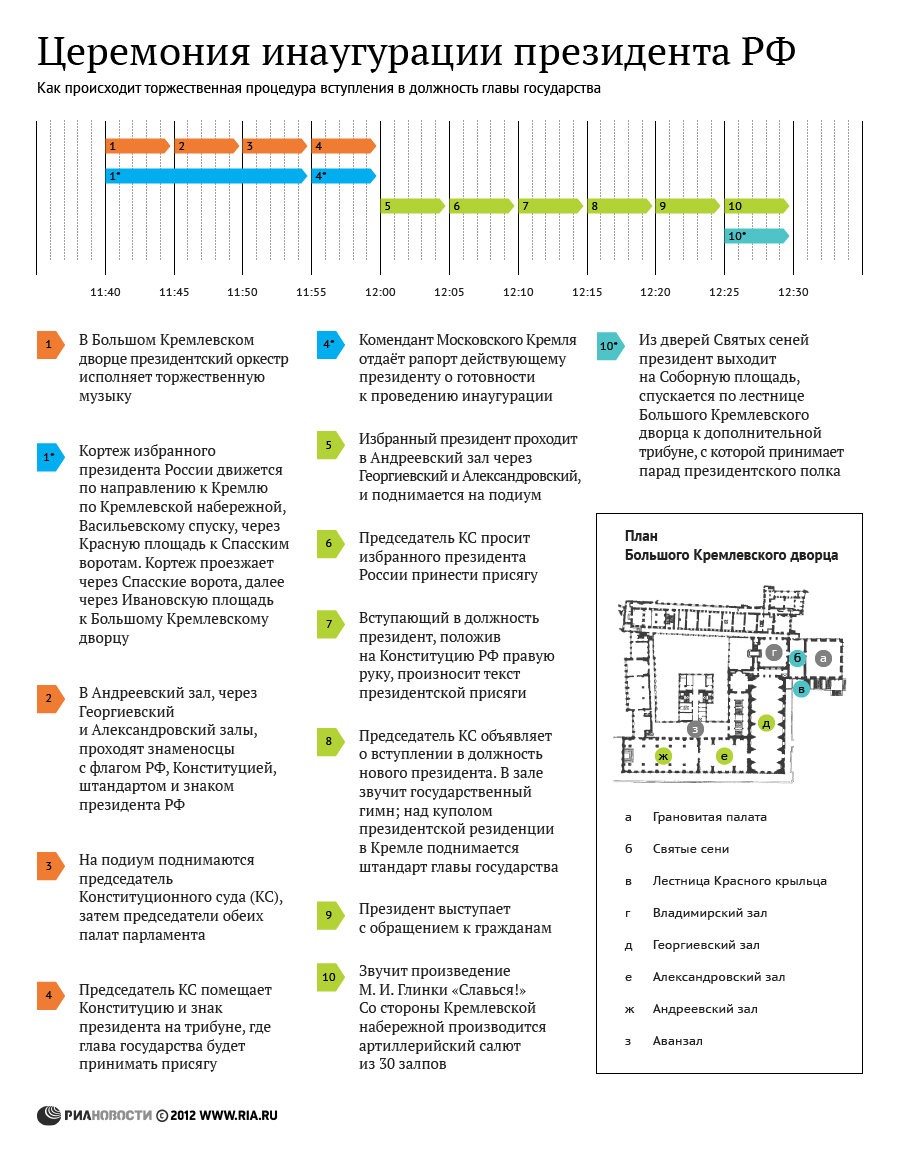 Церемония инаугурации президента РФ
Как происходит торжественная процедура вступления в должность главы государства
1 2 3 4
1* 4*
5 6 7 8 9 10
10*
11:40 11:45 11:50 11:55 12:00 12:05 12:10 12:15 12:20 12:25 12:30
1
В Большом Кремлевском
дворце президентский оркестр
исполняет торжественную
музыку
1*
Кортеж избранного
президента России движется
по направлению к Кремлю
по Кремлевской набережной,
Васильевскому спуску, через
Красную площадь к Спасским
воротам. Кортеж проезжает
через Спасские ворота, далее
через Ивановскую площадь
к Большому Кремлевскому
дворцу
2
В Андреевский зал, через
Георгиевский
и Александровский залы,
проходят знаменосцы
с флагом РФ, Конституцией,
штандартом и знаком
президента РФ
3
На подиум поднимаются
председатель
Конституционного суда (КС),
затем председатели обеих
палат парламента
4
Председатель КС помещает
Конституцию и знак
президента на трибуне, где
глава государства будет
принимать присягу
4*
Комендант Московского Кремля
отдаёт рапорт действующему
президенту о готовности
к проведению инаугурации
5
Избранный президент проходит
в Андреевский зал через
Георгиевский и Александровский,
и поднимается на подиум
6
Председатель КС просит
избранного президента
России принести присягу
7
Вступающий в должность
президент, положив
на Конституцию РФ правую
руку, произносит текст
президентской присяги
8
Председатель КС объявляет
о вступлении в должность
нового президента. В зале
звучит государственный
гимн; над куполом
президентской резиденции
в Кремле поднимается
штандарт главы государства
9
Президент выступает
с обращением к гражданам
10
Звучит произведение
М. И. Глинки «Славься!»
Со стороны Кремлевской
набережной производится
артиллерийский салют
из 30 залпов
10*
Из дверей Святых сеней
президент выходит
на Соборную площадь,
спускается по лестнице
Большого Кремлевского
дворца к дополнительной
трибуне, с которой принимает
парад президентского полка
План
Большого Кремлевского дворца
г б а
в
з д
ж е
а Грановитая палата
б Святые сени
в Лестница Красного крыльца
г Владимирский зал
д Георгиевский зал
е Александровский зал
ж Андреевский зал
з Аванзал
РИАНОВОСТИ © 2012 WWW.RIA.RU